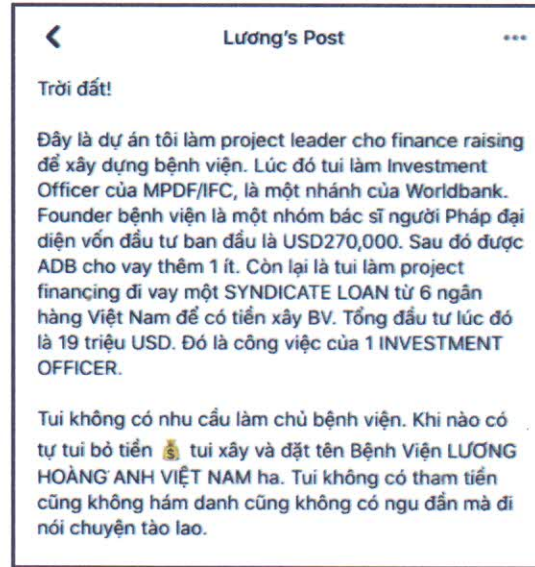 Lương's Post
Trời đất!
Đây là dự án tôi làm project leader cho finance raising
để xây dựng bệnh viện. Lúc đó tui làm Investment
Officer của MPDF/IFC, là một nhánh của Worldbank.
Founder bệnh viện là một nhóm bác sĩ người Pháp đại
diện vốn đầu tư ban đầu là USD270,000. Sau đó được
ADB cho vay thêm 1 ít. Còn lại là tui làm project
financing đi vay một SYNDICATE LOAN từ 6 ngân
hàng Việt Nam để có tiền xây BV. Tổng đầu tư lúc đó
là 19 triệu USD. Đó là công việc của 1 INVESTMENT
OFFICER.
Tui không có nhu cầu làm chủ bệnh viện. Khi nào có
tự tui bỏ tiền 💰 tui xây và đặt tên Bệnh Viện LƯƠNG
HOÀNG ANH VIỆT NAM ha. Tui không có tham tiền
cũng không hám danh cũng không có ngu đần mà đi
nói chuyện tào lao.